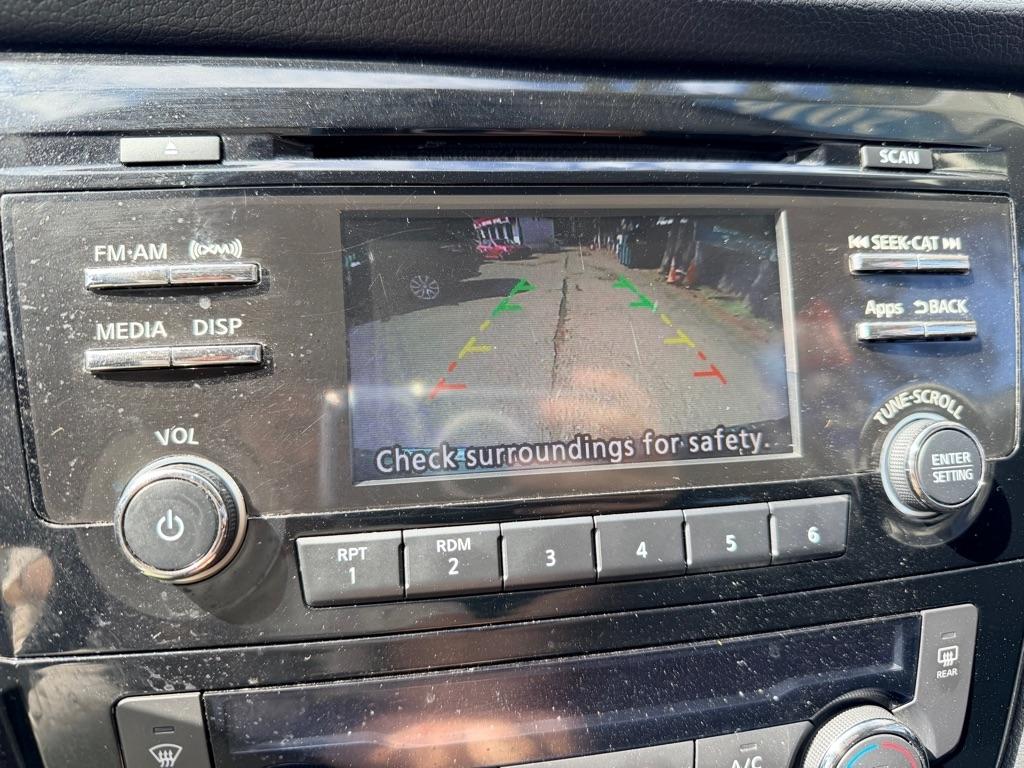 SCAN
FM·AM ((XM))
SEEK·CAT
MEDIA DISP
Apps BACK
TUNE·SCROLL
VOL
Check surroundings for safety.
ENTER
SETTING
RPT
1
RDM
2
3
4
5
6
REAR
A/C